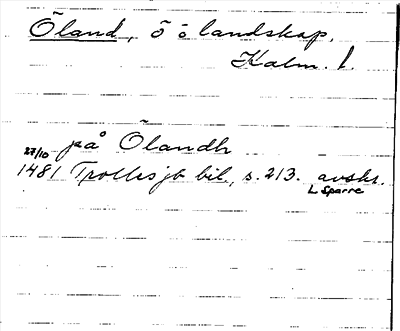 Öland, ö o landskap,
Kalm. l.
på Ölandh
27/10
1481 Trolles jb bil., s. 213. avskr.
L Sparre